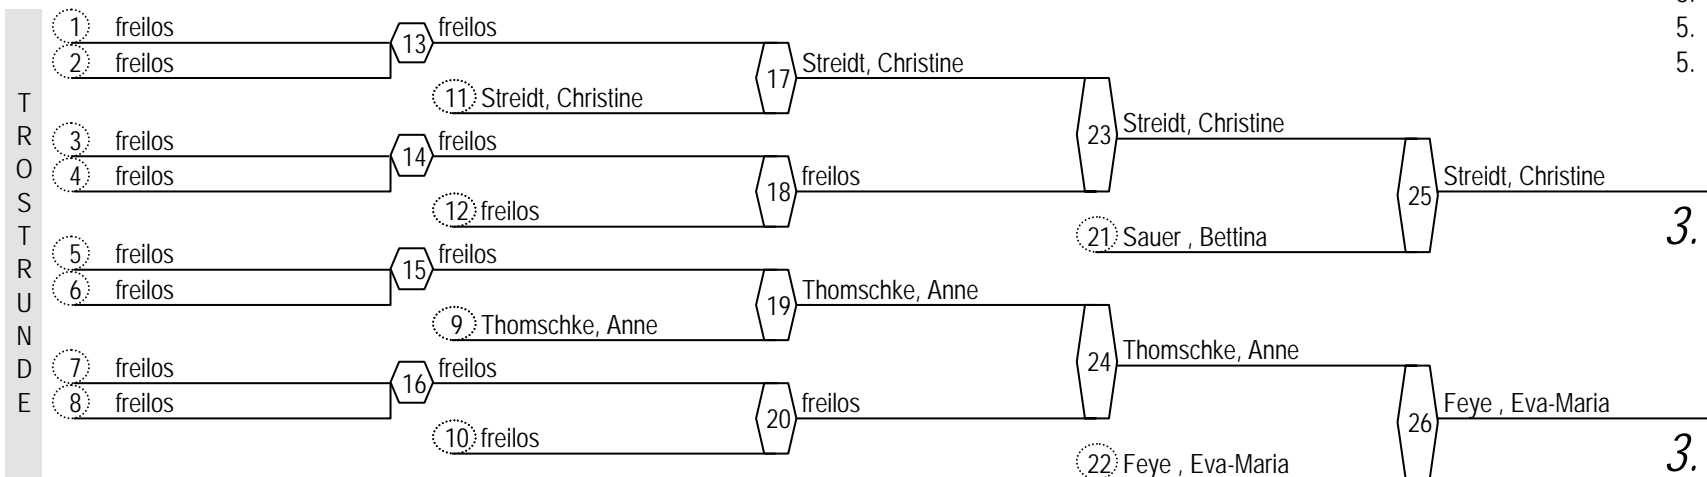 TROSTRUNDE
1 freilos
13 freilos
5.
2 freilos
17 Streidt, Christine
5.
11 Streidt, Christine
23 Streidt, Christine
3 freilos
14 freilos
4 freilos
18 freilos
25 Streidt, Christine
12 freilos
3.
21 Sauer , Bettina
5 freilos
15 freilos
6 freilos
19 Thomschke, Anne
9 Thomschke, Anne
24 Thomschke, Anne
7 freilos
16 freilos
8 freilos
20 freilos
26 Feye , Eva-Maria
10 freilos
3.
22 Feye , Eva-Maria